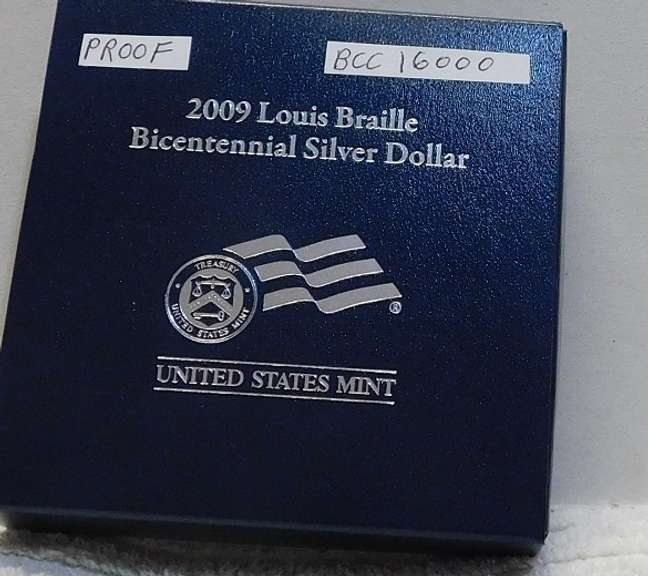 PROOF
BCC 16000
2009 Louis Braille
Bicentennial Silver Dollar
TREASURY
UNITED STATES MINT
®
UNITED STATES MINT